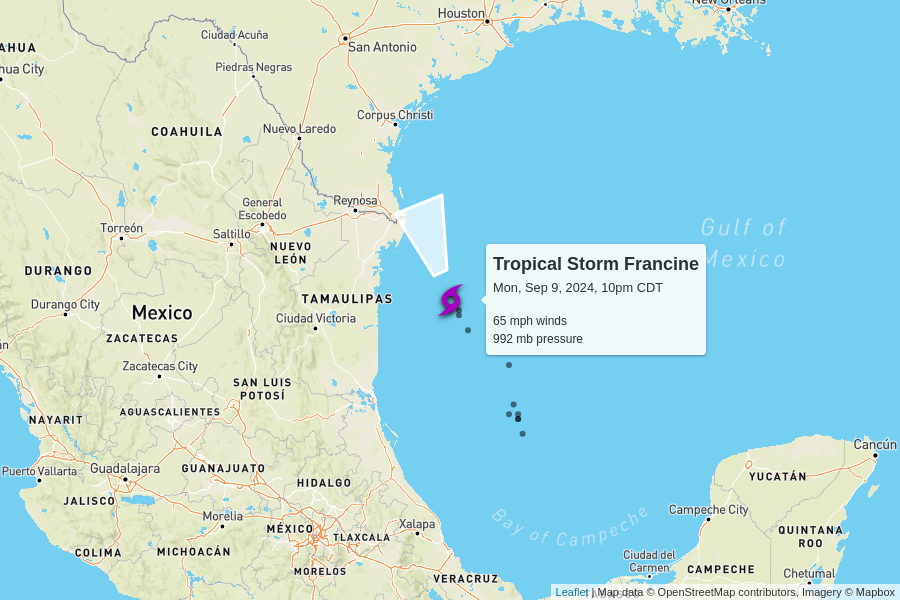 New Orleans
Houston
Ciudad Acuña
San Antonio
AHUA
hua City
Piedras Negras
Corpus Christi
COAHUILA
Nuevo Laredo
General
Escobedo
Reynosa
Torreón
Saltillo
NUEVO
LEÓN
Gulf of
Mexico
DURANGO
Tropical Storm Francine
Mon, Sep 9, 2024, 10pm CDT
65 mph winds
992 mb pressure
Durango City
Mexico
TAMAULIPAS
Ciudad Victoria
ZACATECAS
Zacatecas City
SAN LUIS
POTOSÍ
AGUASCALIENTES
NAYARIT
Puerto Vallarta
Guadalajara
GUANAJUATO
HIDALGO
JALISCO
Morelia
MÉXICO
TLAXCALA
Xalapa
Bay of Campeche
COLIMA
MICHOACÁN
MORELOS
VERACRUZ
Cancún
YUCATÁN
Campeche City
QUINTANA
ROO
Ciudad del
Carmen
CAMPECHE
Chetumal
Leaflet | Map data © OpenStreetMap contributors, Imagery © Mapbox